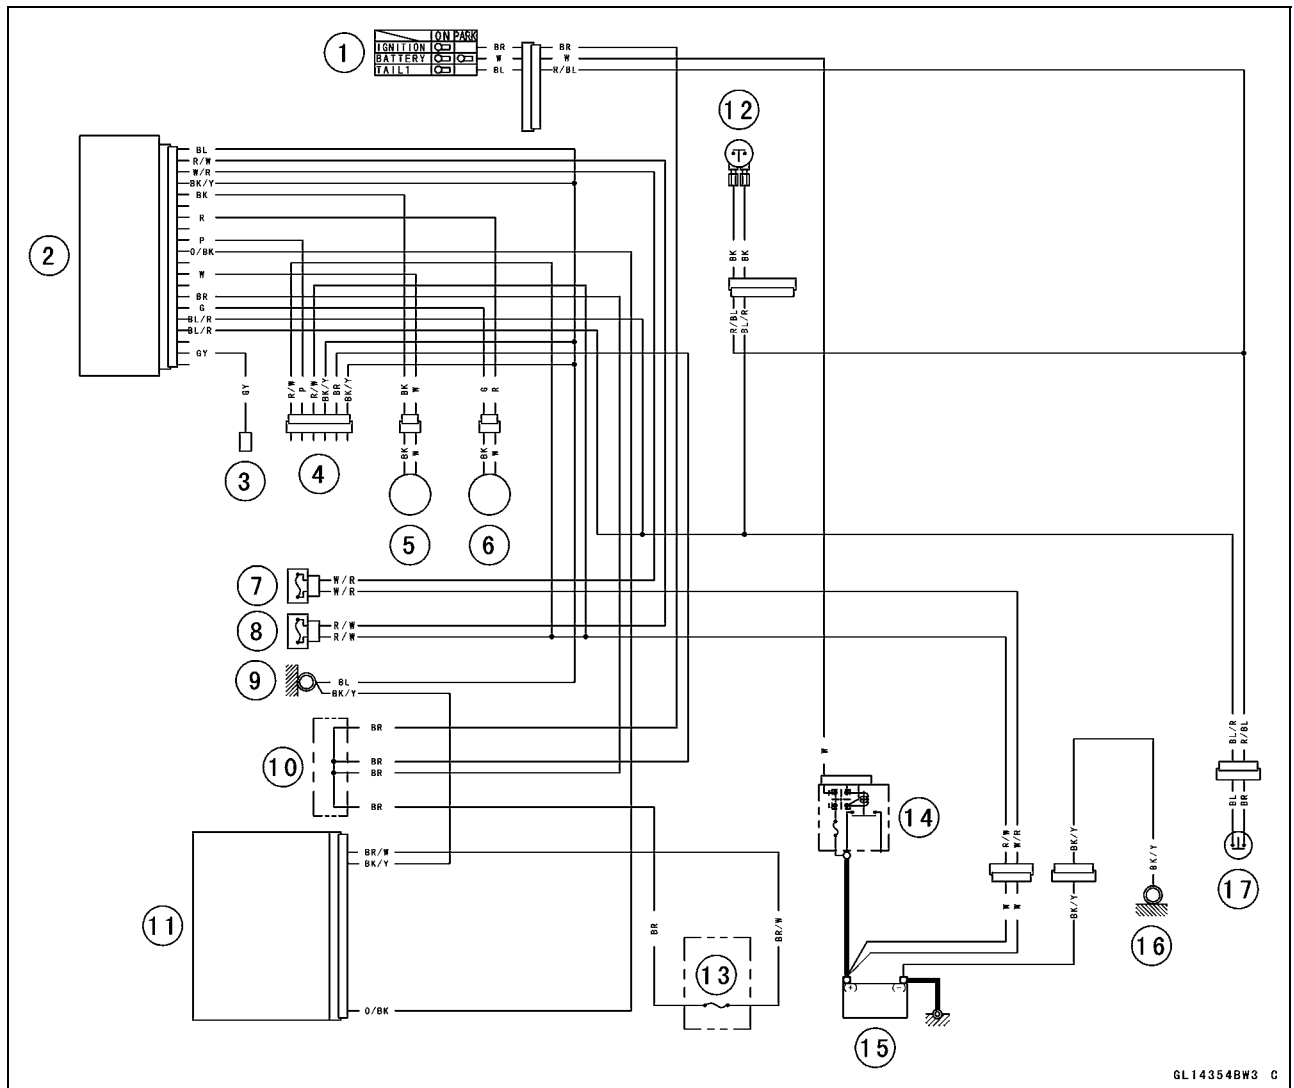 ON PARK
IGNITION
BATTERY
TAIL1
BR
W
BL
BR
W
R/BL
1
12
2
BL
R/W
W/R
BK/Y
BK
R
P
O/BK
W
BR
G
BL/R
BL/R
GY
BK
BK
R/BL
BL/R
GY
R/W
P
R/W
BK/Y
BR
BK/Y
BK
W
G
R
BK
W
BK
W
3
4
5
6
7
W/R
W/R
8
R/W
R/W
9
BL
BK/Y
10
BR
BR
BR
BR
W
14
BL/R
R/BL
BL
BR
17
11
BR/W
BK/Y
O/BK
BR
BR/W
13
R/W
W/R
W
W
BK/Y
BK/Y
BK/Y
16
(+)
(-)
15
GL14354BW3 C